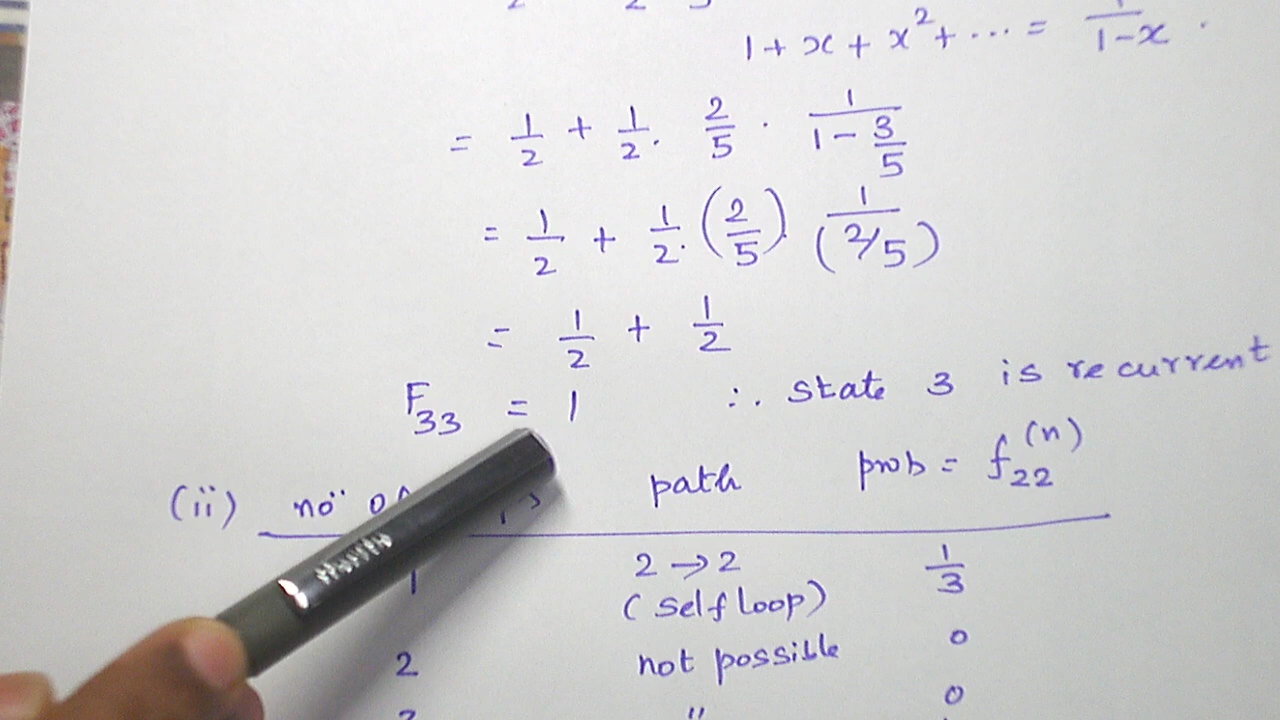 1 + x + x² + ... = 1/(1-x) .
= 1/2 + 1/2 . 2/5 . 1/(1 - 3/5)
= 1/2 + 1/2 . (2/5) . 1/(2/5)
= 1/2 + 1/2
F₃₃ = 1 ∴ state 3 is recurrent
(ii) no path prob = f₂₂⁽ⁿ⁾
1 2 → 2 1/3
(self loop)
2 not possible 0
" 0